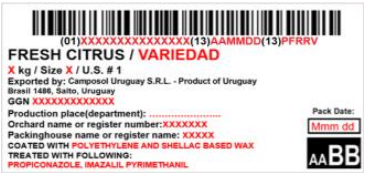 (01)XXXXXXXXXXXXXXX(13)AAMMDD(13)PFRRV
FRESH CITRUS / VARIEDAD
X kg / Size X / U.S. # 1
Exported by: Camposol Uruguay S.R.L. - Product of Uruguay
Brasil 1486, Salto, Uruguay
GGN XXXXXXXXXXXXX
Production place(department): ......................
Orchard name or register number:XXXXXXX
Packinghouse name or register name: XXXXX
COATED WITH POLYETHYLENE AND SHELLAC BASED WAX
TREATED WITH FOLLOWING:
PROPICONAZOLE, IMAZALIL PYRIMETHANIL
Pack Date:
Mmm dd
AABB